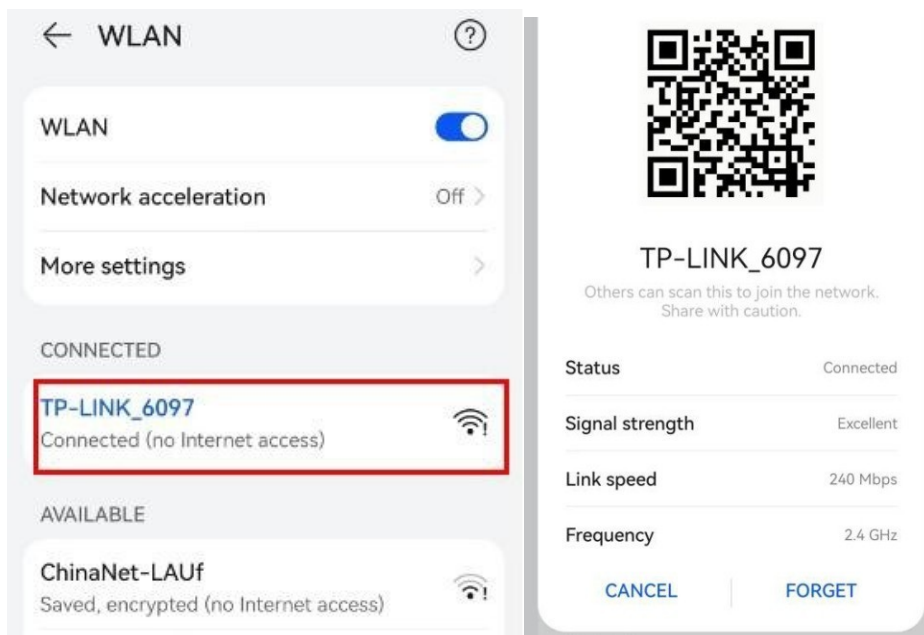 WLAN
WLAN
Network acceleration Off
More settings
CONNECTED
TP-LINK_6097
Connected (no Internet access)
AVAILABLE
ChinaNet-LAUf
Saved, encrypted (no Internet access)
TP-LINK_6097
Others can scan this to join the network.
Share with caution.
Status Connected
Signal strength Excellent
Link speed 240 Mbps
Frequency 2.4 GHz
CANCEL FORGET